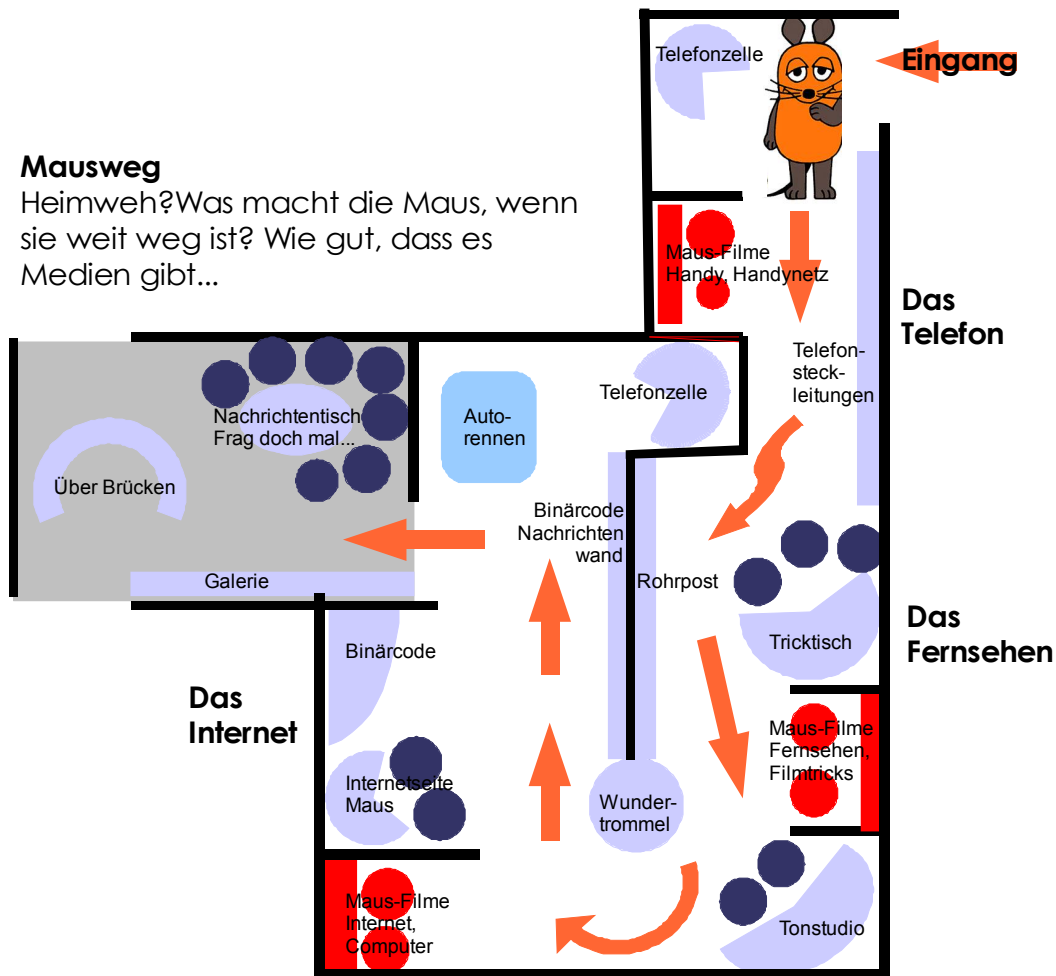 Telefonzelle
Eingang
Mausweg
Heimweh?Was macht die Maus, wenn
sie weit weg ist? Wie gut, dass es
Medien gibt...
Maus-Filme
Handy, Handynetz
Das
Telefon
Telefon-
steck-
leitungen
Telefonzelle
Auto-
rennen
Nachrichtentisch
Frag doch mal...
Über Brücken
Binärcode
Nachrichten
wand
Rohrpost
Galerie
Das
Fernsehen
Tricktisch
Binärcode
Das
Internet
Maus-Filme
Fernsehen,
Filmtricks
Internetseite
Maus
Wunder-
trommel
Maus-Filme
Internet,
Computer
Tonstudio